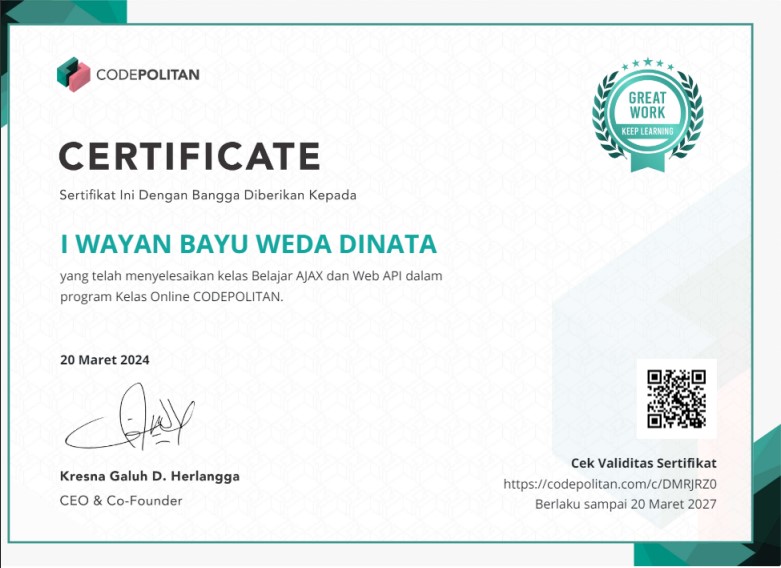 CODEPOLITAN
GREAT
WORK
KEEP LEARNING
CERTIFICATE
Sertifikat Ini Dengan Bangga Diberikan Kepada
I WAYAN BAYU WEDA DINATA
yang telah menyelesaikan kelas Belajar AJAX dan Web API dalam
program Kelas Online CODEPOLITAN.
20 Maret 2024
Kresna Galuh D. Herlangga
CEO & Co-Founder
Cek Validitas Sertifikat
https://codepolitan.com/c/DMRJRZ0
Berlaku sampai 20 Maret 2027